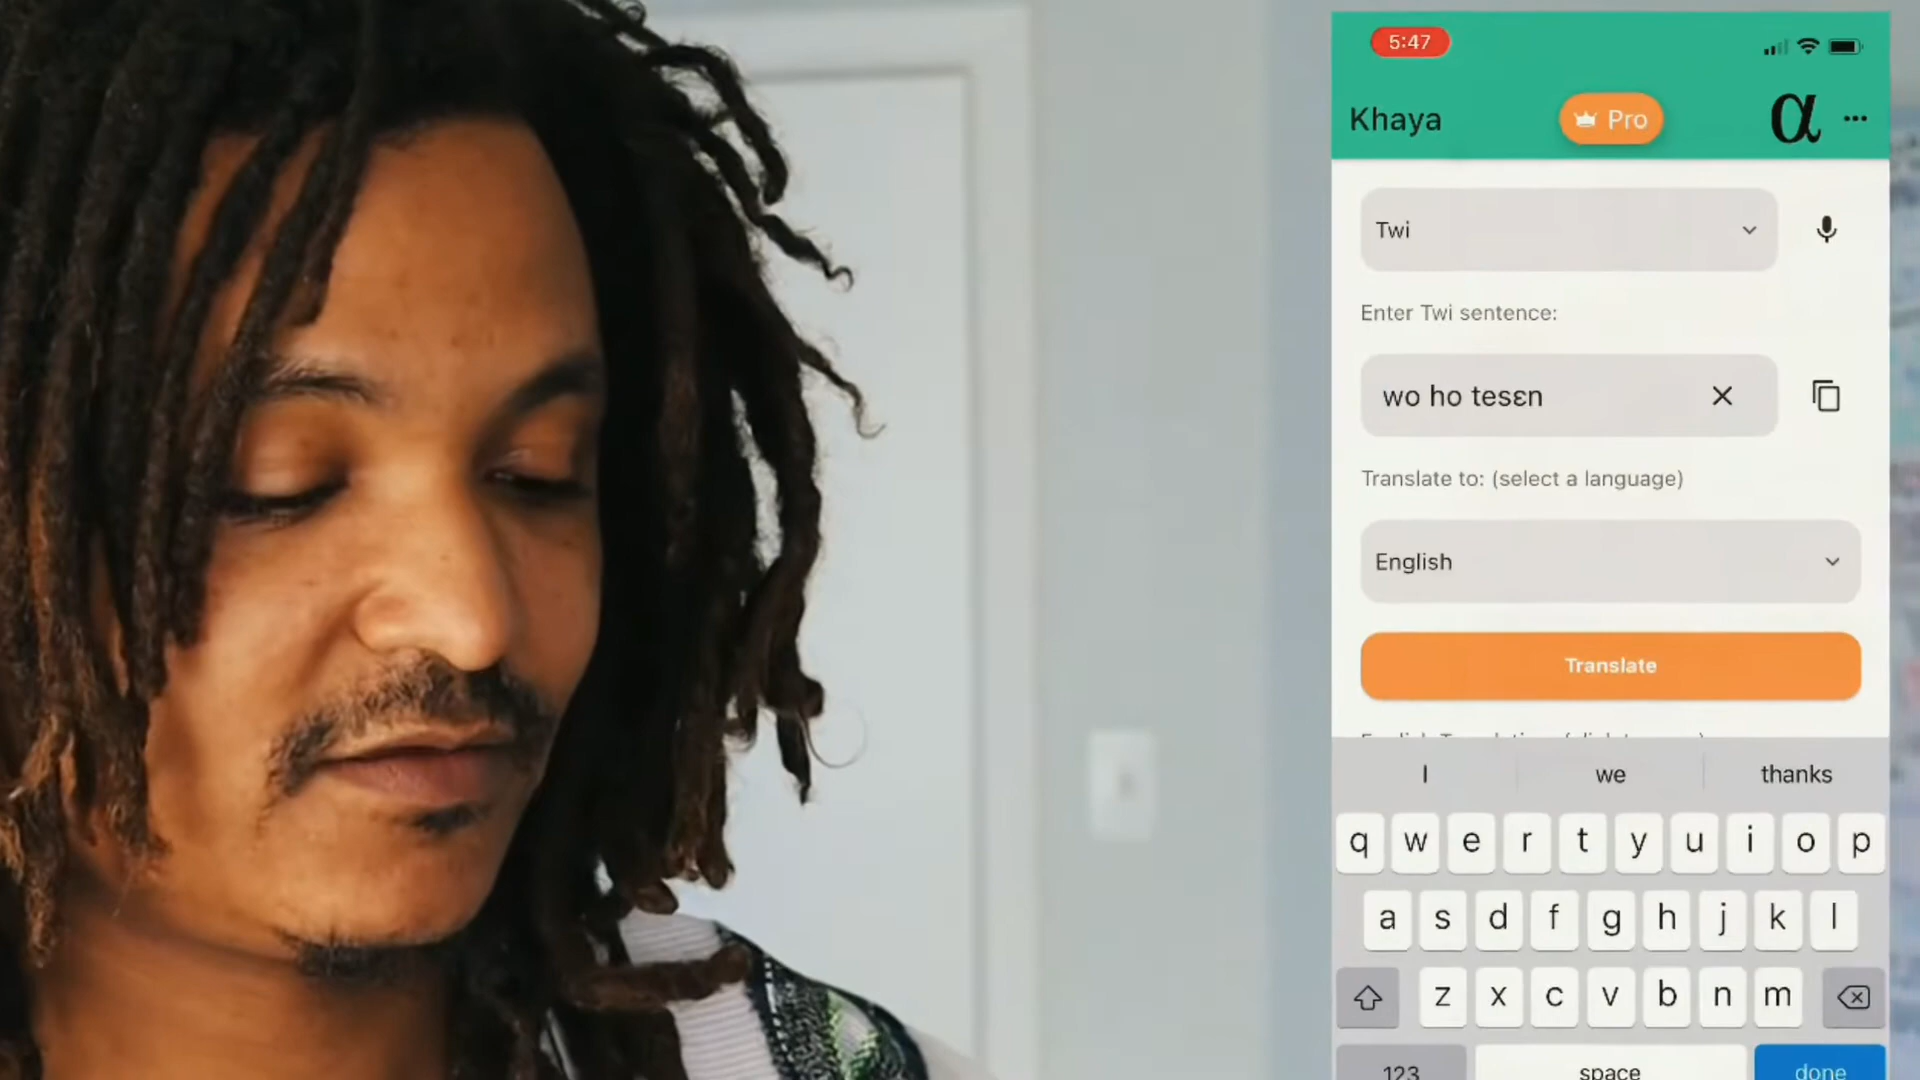 5:47
Khaya
Pro
α
Twi
Enter Twi sentence:
wo ho tesɛn
Translate to: (select a language)
English
Translate
I we thanks
q w e r t y u i o p
a s d f g h j k l
z x c v b n m
123 space done